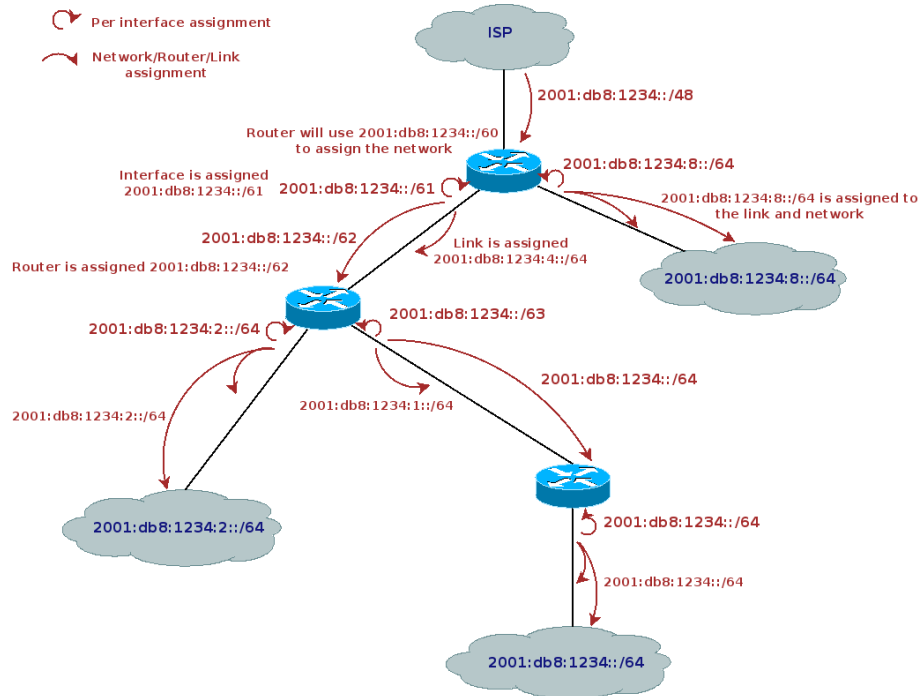 Per interface assignment
Network/Router/Link
assignment
ISP
2001:db8:1234::/48
Router will use 2001:db8:1234::/60
to assign the network
2001:db8:1234:8::/64
Interface is assigned
2001:db8:1234::/61
2001:db8:1234::/61
2001:db8:1234:8::/64 is assigned to
the link and network
2001:db8:1234::/62
Link is assigned
2001:db8:1234:4::/64
Router is assigned 2001:db8:1234::/62
2001:db8:1234:8::/64
2001:db8:1234:2::/64
2001:db8:1234::/63
2001:db8:1234::/64
2001:db8:1234:1::/64
2001:db8:1234:2::/64
2001:db8:1234:2::/64
2001:db8:1234::/64
2001:db8:1234::/64
2001:db8:1234::/64